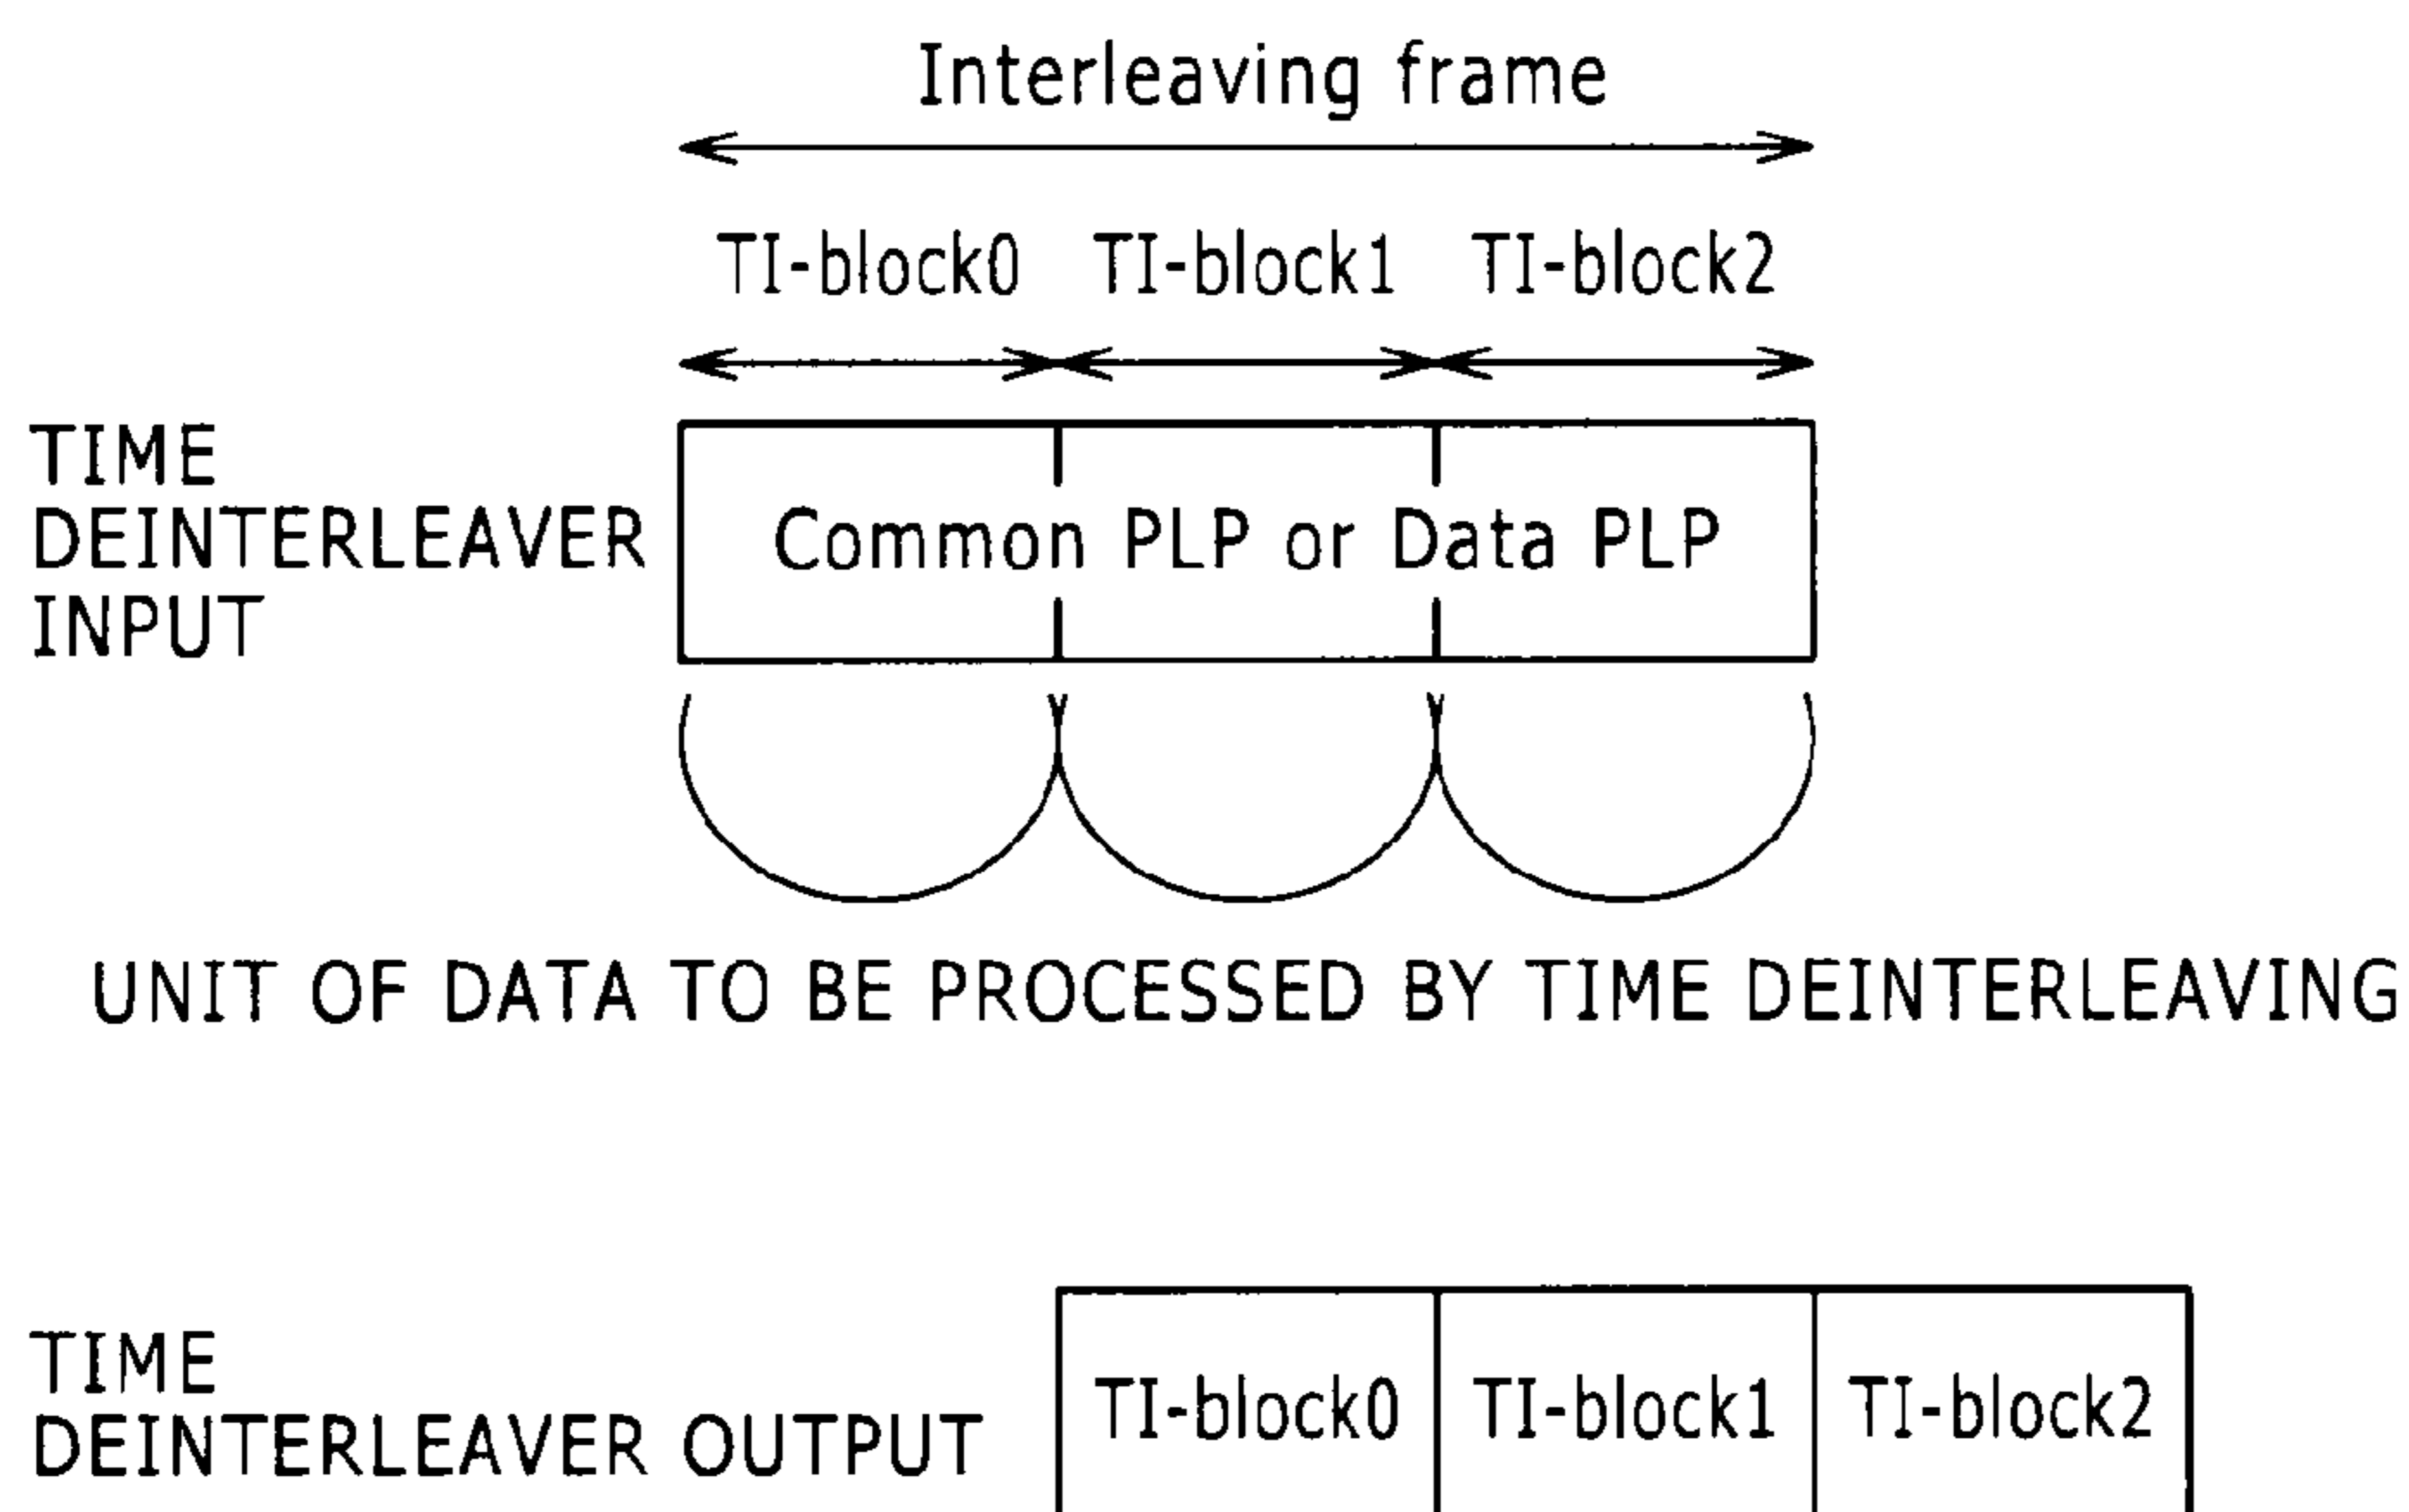 Interleaving frame
TI-block0 TI-block1 TI-block2
TIME
DEINTERLEAVER
INPUT
Common PLP or Data PLP
UNIT OF DATA TO BE PROCESSED BY TIME DEINTERLEAVING
TIME
DEINTERLEAVER OUTPUT
TI-block0 TI-block1 TI-block2